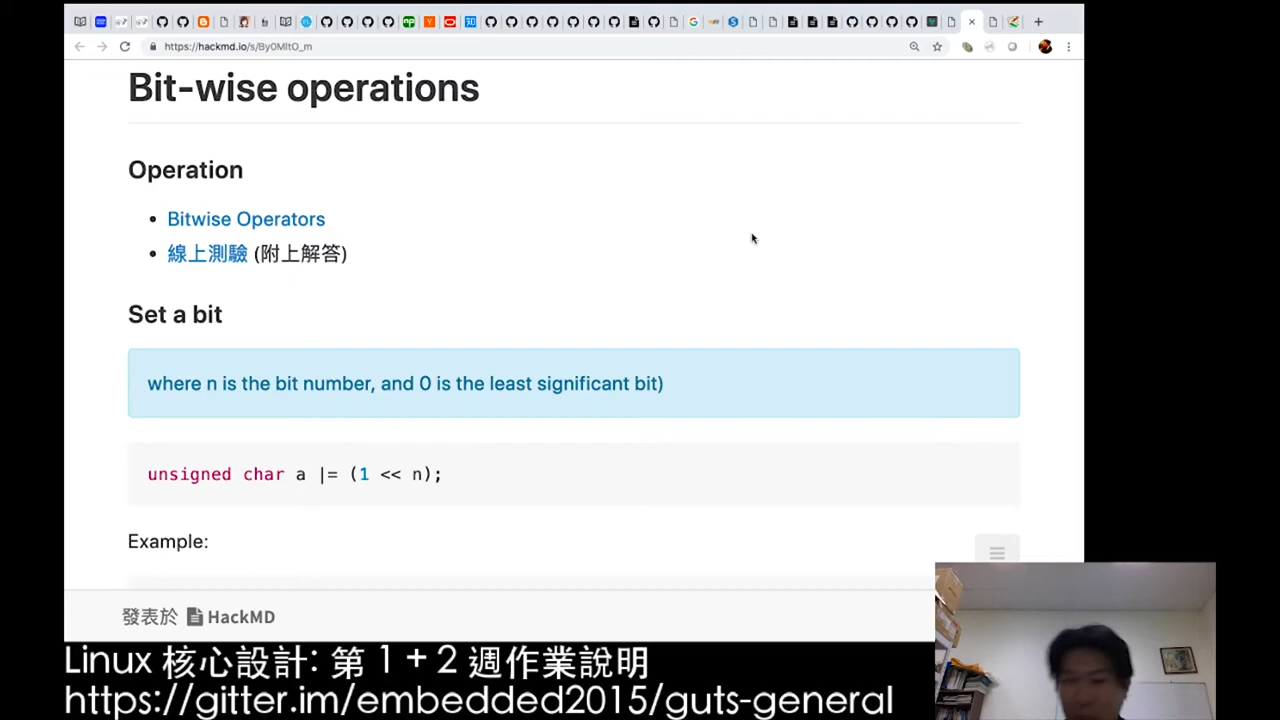 https://hackmd.io/s/By0MltO_m
Bit-wise operations
Operation
Bitwise Operators
線上測驗 (附上解答)
Set a bit
where n is the bit number, and 0 is the least significant bit)
unsigned char a |= (1 << n);
Example:
發表於 HackMD
Linux 核心設計: 第 1 + 2 週作業說明
https://gitter.im/embedded2015/guts-general